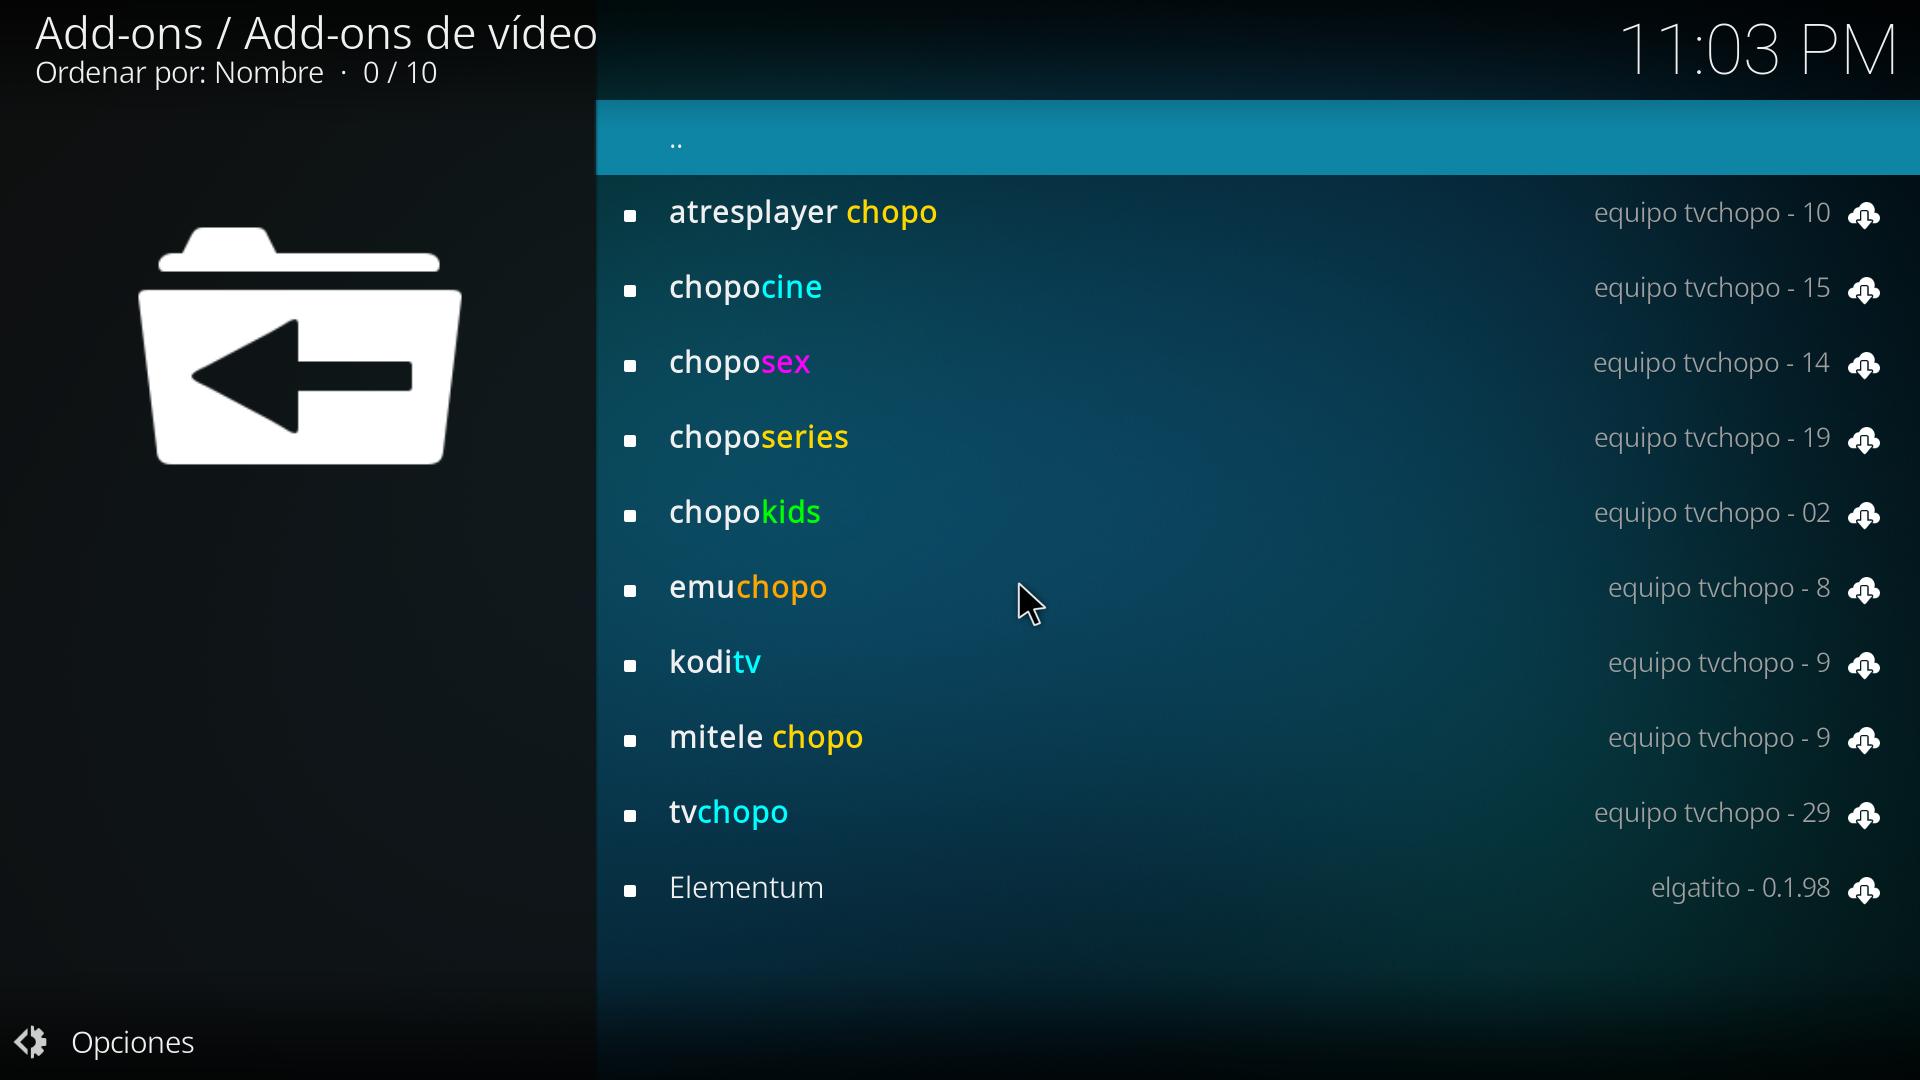 Add-ons / Add-ons de vídeo
Ordenar por: Nombre · 0 / 10
11:03 PM
..
atresplayer chopo equipo tvchopo - 10
chopocine equipo tvchopo - 15
choposex equipo tvchopo - 14
choposeries equipo tvchopo - 19
chopokids equipo tvchopo - 02
emuchopo equipo tvchopo - 8
koditv equipo tvchopo - 9
mitele chopo equipo tvchopo - 9
tvchopo equipo tvchopo - 29
Elementum elgatito - 0.1.98
Opciones